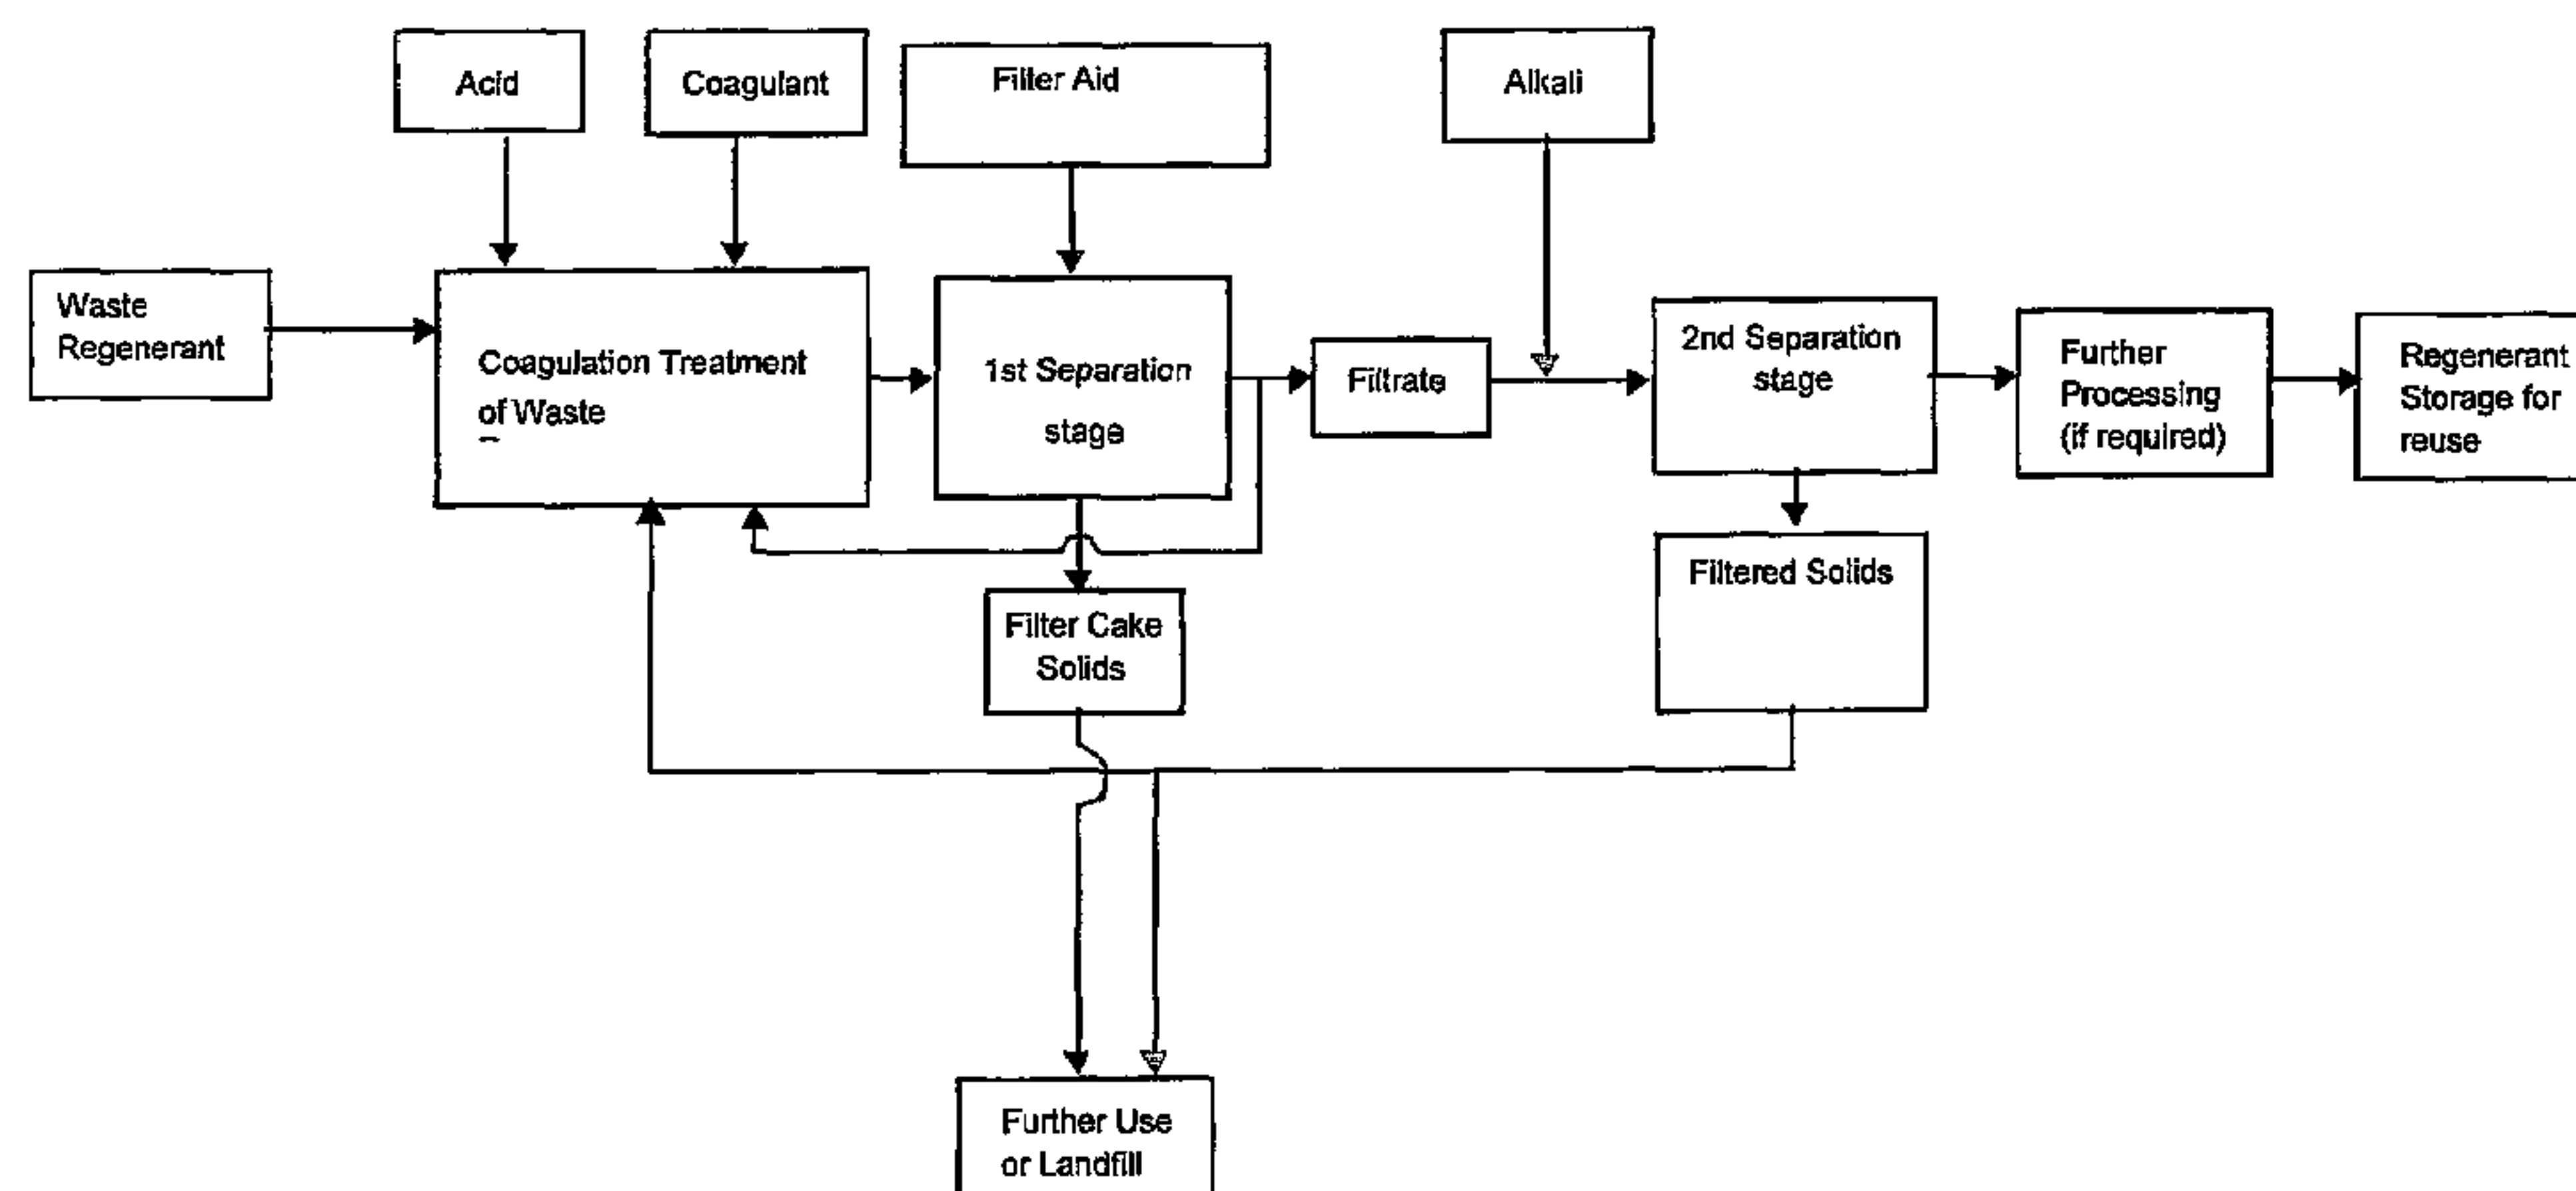 Acid
Coagulant
Filter Aid
Alkali
Waste
Regenerant
Coagulation Treatment
of Waste
1st Separation
stage
Filtrate
2nd Separation
stage
Further
Processing
(if required)
Regenerant
Storage for
reuse
Filter Cake
Solids
Filtered Solids
Further Use
or Landfill